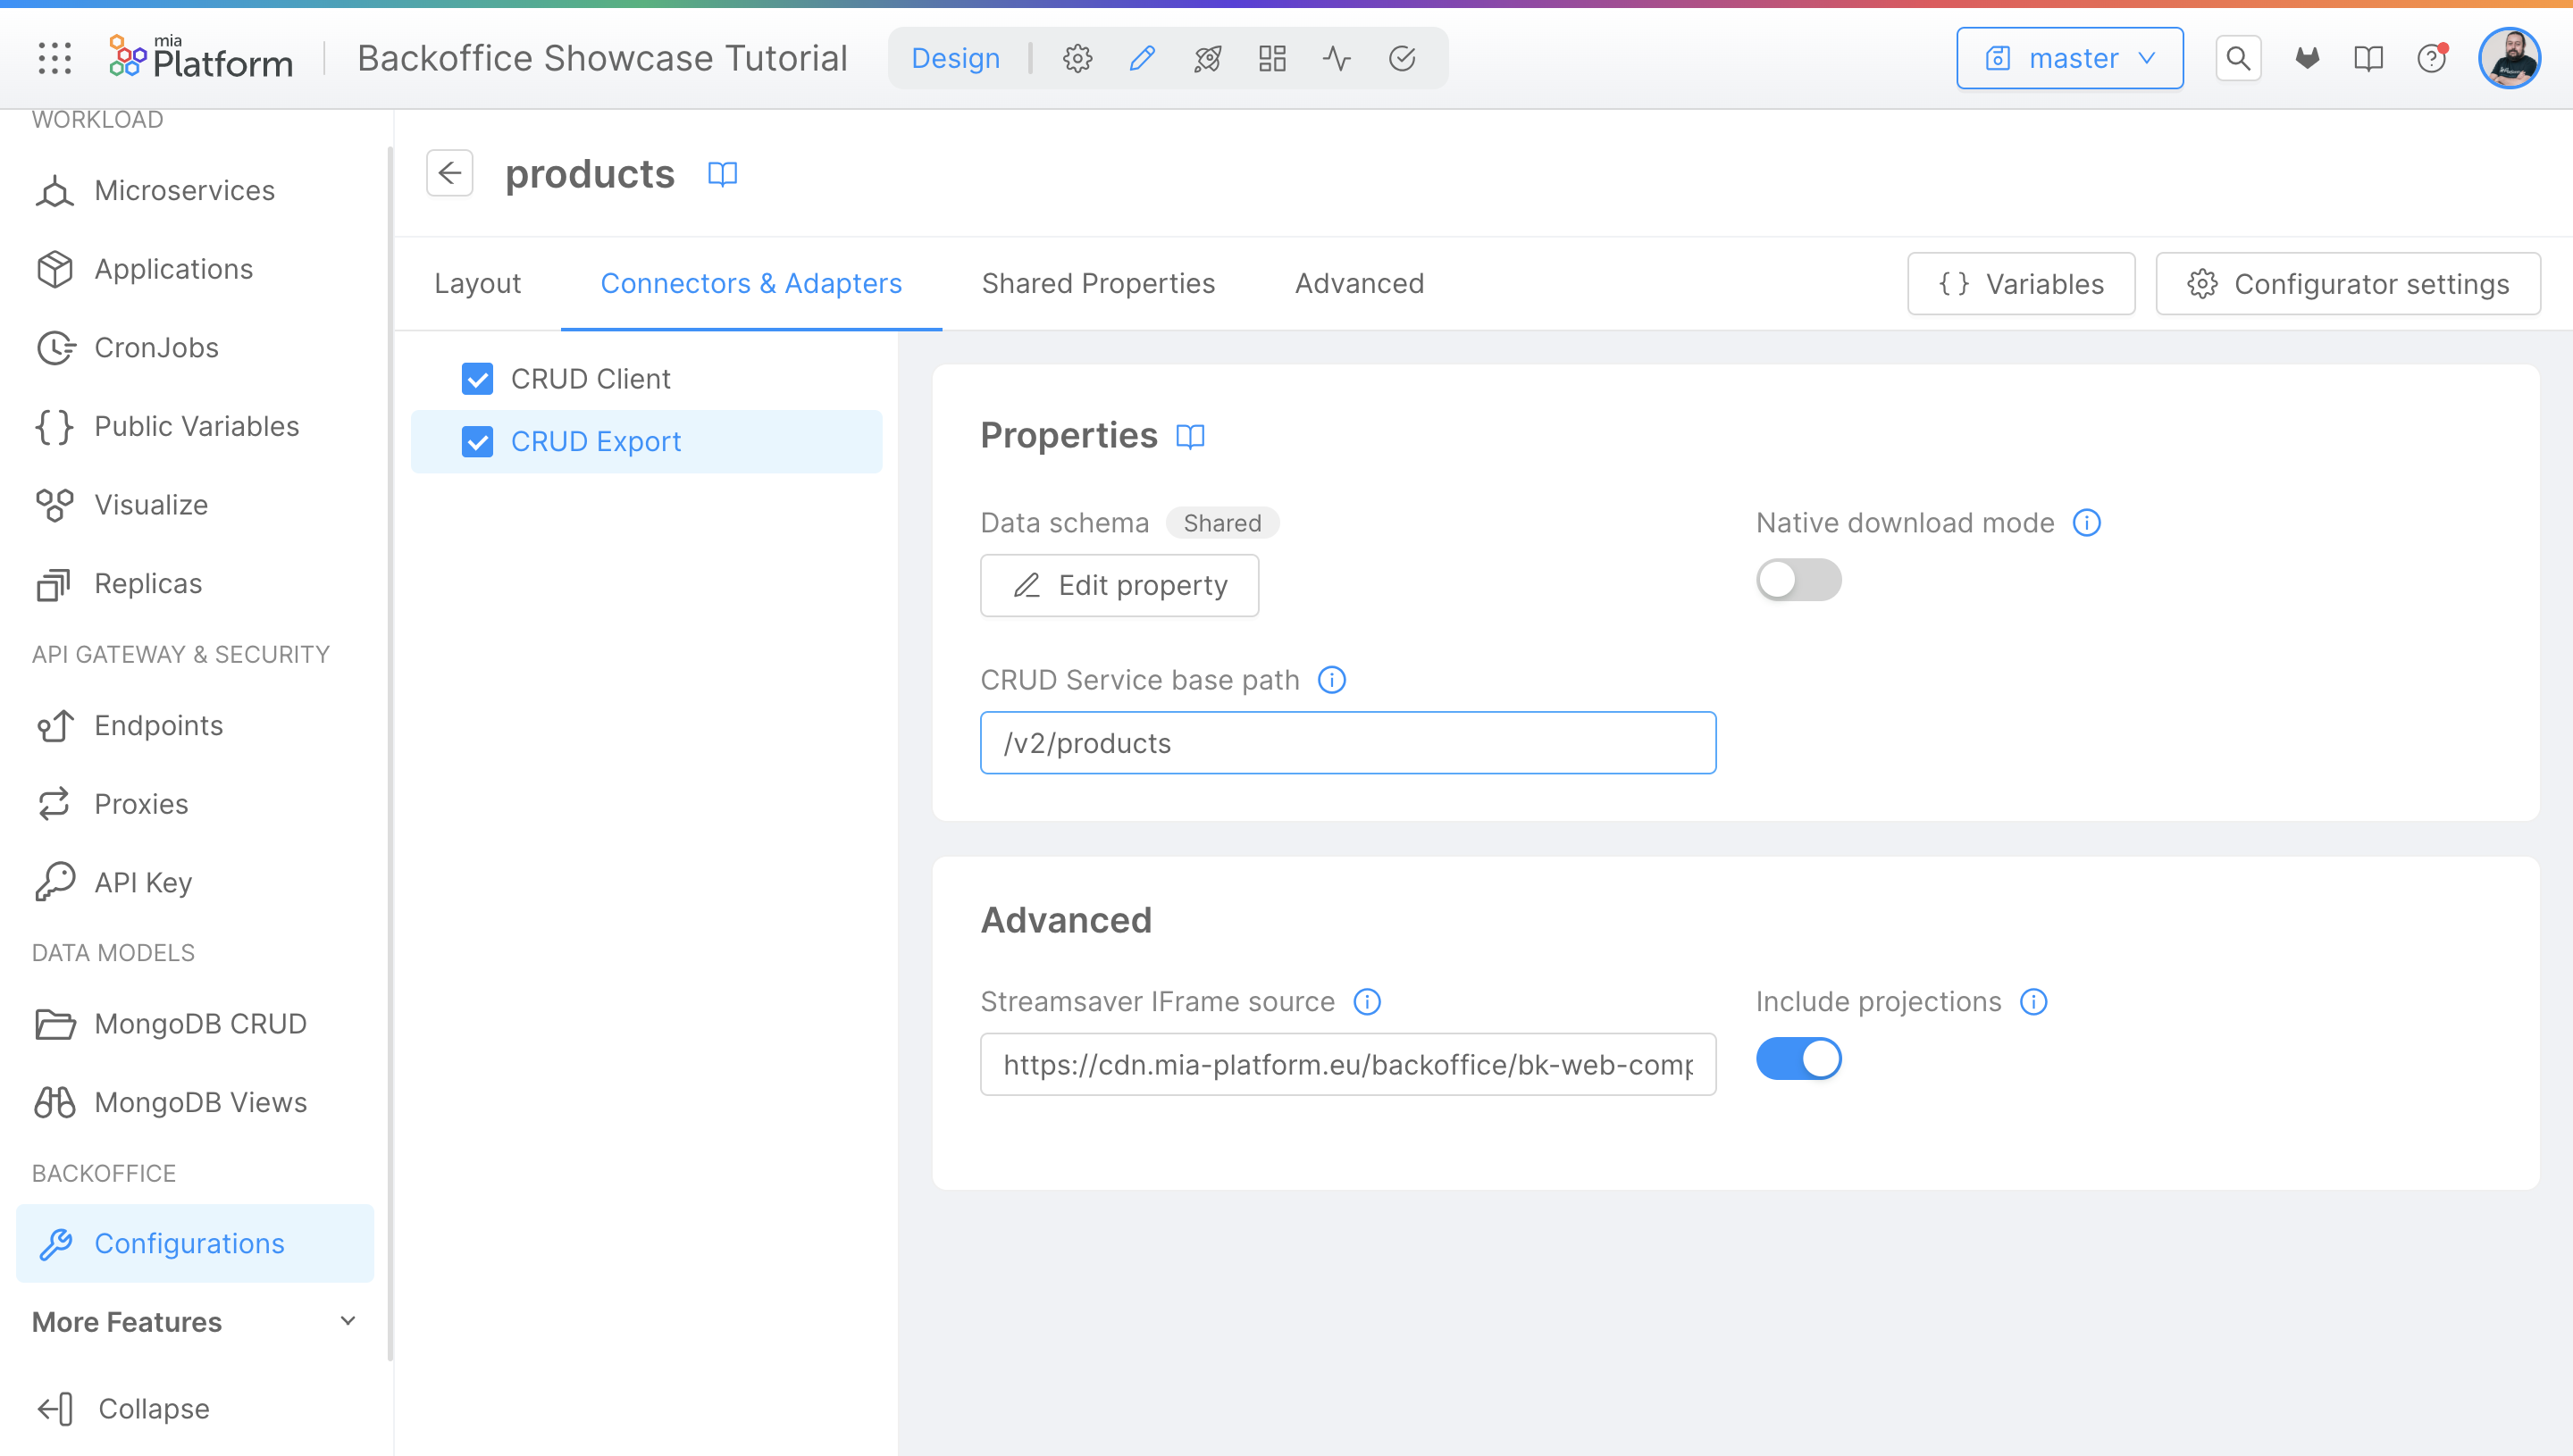 mia
Platform
Backoffice Showcase Tutorial
Design
master
WORKLOAD
Microservices
Applications
CronJobs
Public Variables
Visualize
Replicas
API GATEWAY & SECURITY
Endpoints
Proxies
API Key
DATA MODELS
MongoDB CRUD
MongoDB Views
BACKOFFICE
Configurations
More Features
Collapse
products
Layout
Connectors & Adapters
Shared Properties
Advanced
{ } Variables
Configurator settings
CRUD Client
CRUD Export
Properties
Data schema Shared
Edit property
Native download mode
CRUD Service base path
/v2/products
Advanced
Streamsaver IFrame source
https://cdn.mia-platform.eu/backoffice/bk-web-comp
Include projections